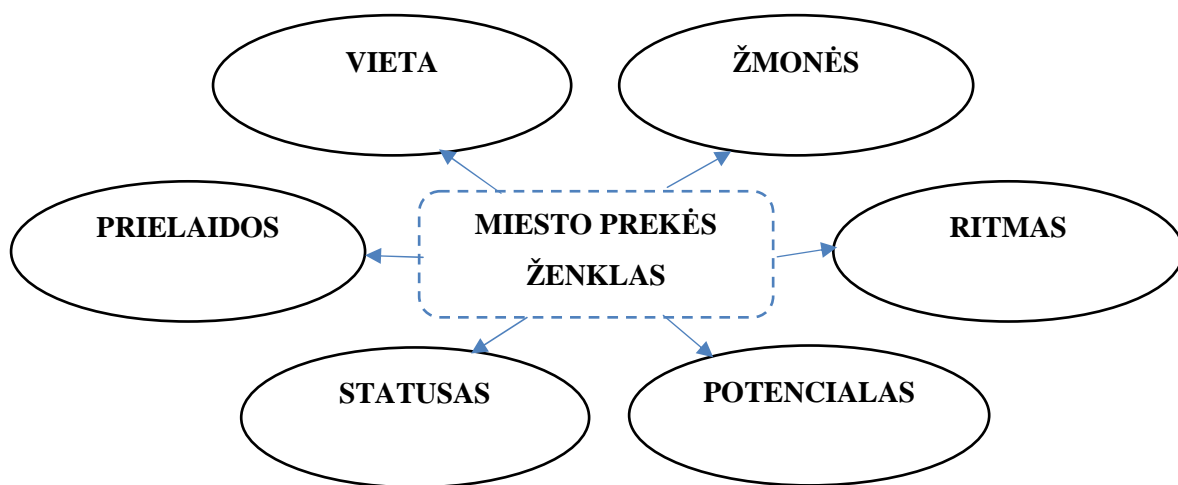 VIETA
ŽMONĖS
PRIELAIDOS
MIESTO PREKĖS
ŽENKLAS
RITMAS
STATUSAS
POTENCIALAS